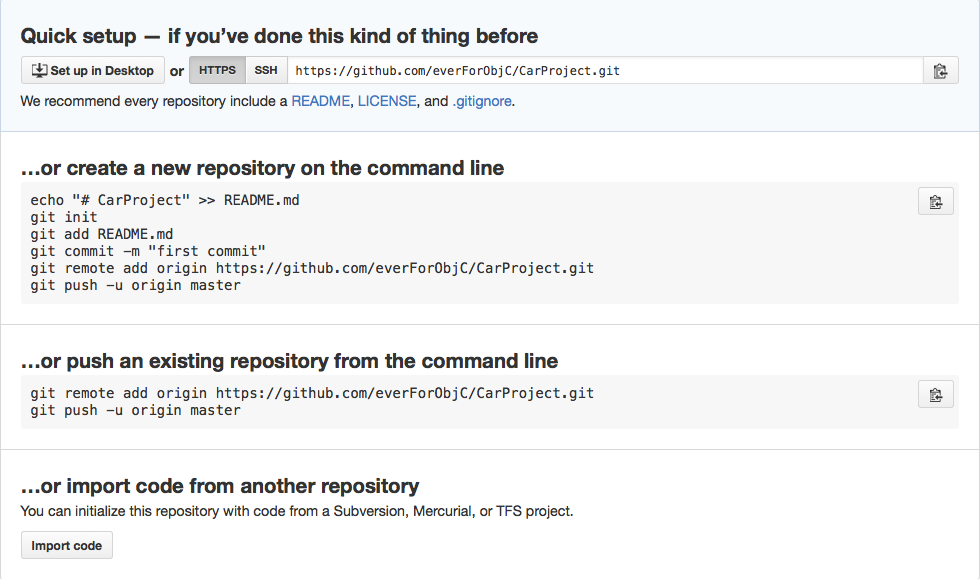 Quick setup — if you’ve done this kind of thing before
Set up in Desktop or HTTPS SSH https://github.com/everForObjC/CarProject.git
We recommend every repository include a README, LICENSE, and .gitignore.
…or create a new repository on the command line
echo "# CarProject" >> README.md
git init
git add README.md
git commit -m "first commit"
git remote add origin https://github.com/everForObjC/CarProject.git
git push -u origin master
…or push an existing repository from the command line
git remote add origin https://github.com/everForObjC/CarProject.git
git push -u origin master
…or import code from another repository
You can initialize this repository with code from a Subversion, Mercurial, or TFS project.
Import code